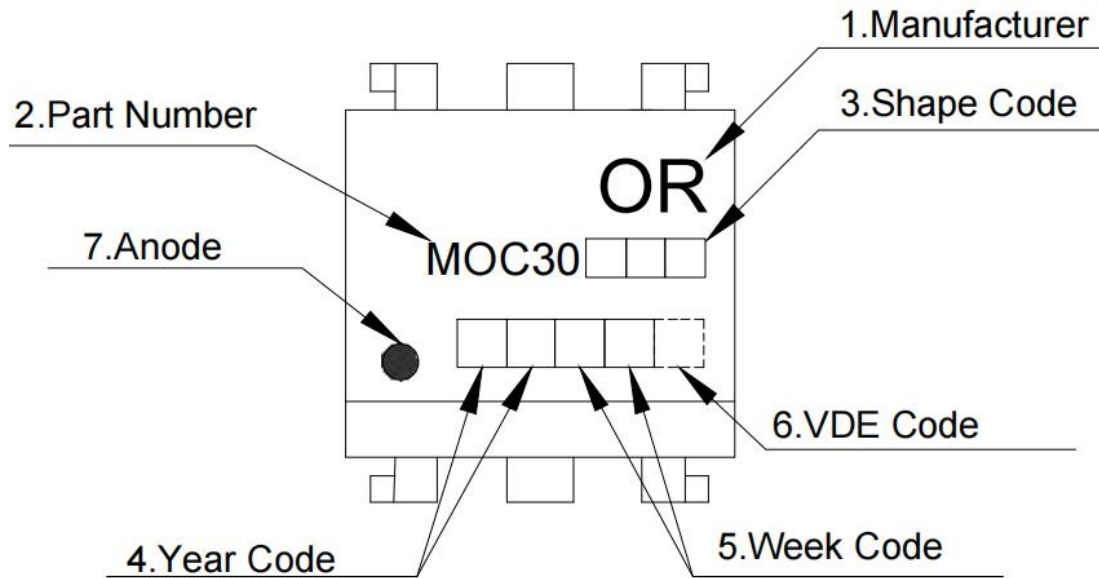 1.Manufacturer
2.Part Number
3.Shape Code
OR
7.Anode
MOC30
6.VDE Code
4.Year Code
5.Week Code